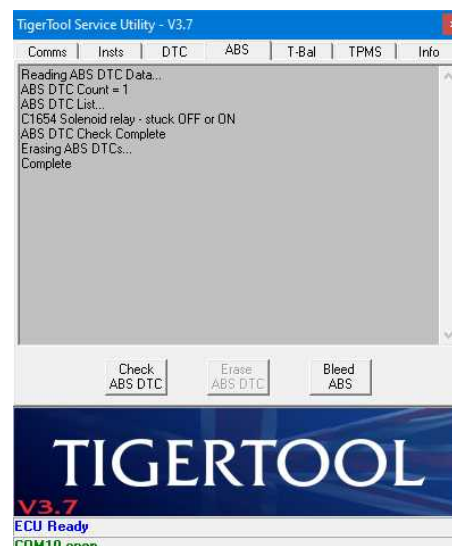 TigerTool Service Utility - V3.7
Comms Insts DTC ABS T-Bal TPMS Info
Reading ABS DTC Data...
ABS DTC Count = 1
ABS DTC List...
C1654 Solenoid relay - stuck OFF or ON
ABS DTC Check Complete
Erasing ABS DTCs...
Complete
Check
ABS DTC
Erase
ABS DTC
Bleed
ABS
TIGERTOOL
V3.7
ECU Ready
COM10 open